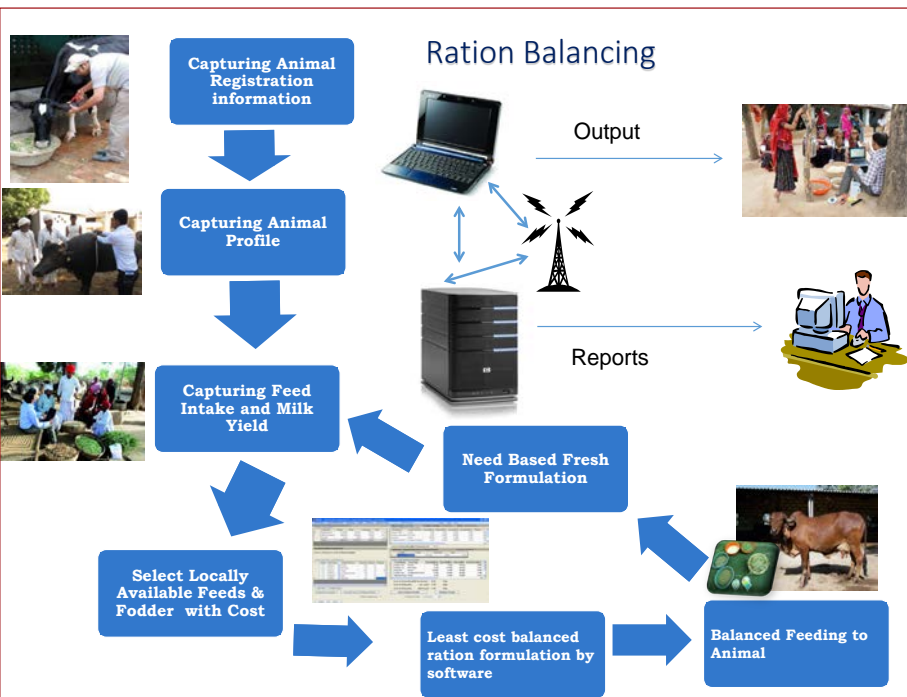 Ration Balancing
Capturing Animal
Registration
information
Output
Capturing Animal
Profile
Reports
Capturing Feed
Intake and Milk
Yield
Need Based Fresh
Formulation
Select Locally
Available Feeds &
Fodder with Cost
Least cost balanced
ration formulation by
software
Balanced Feeding to
Animal